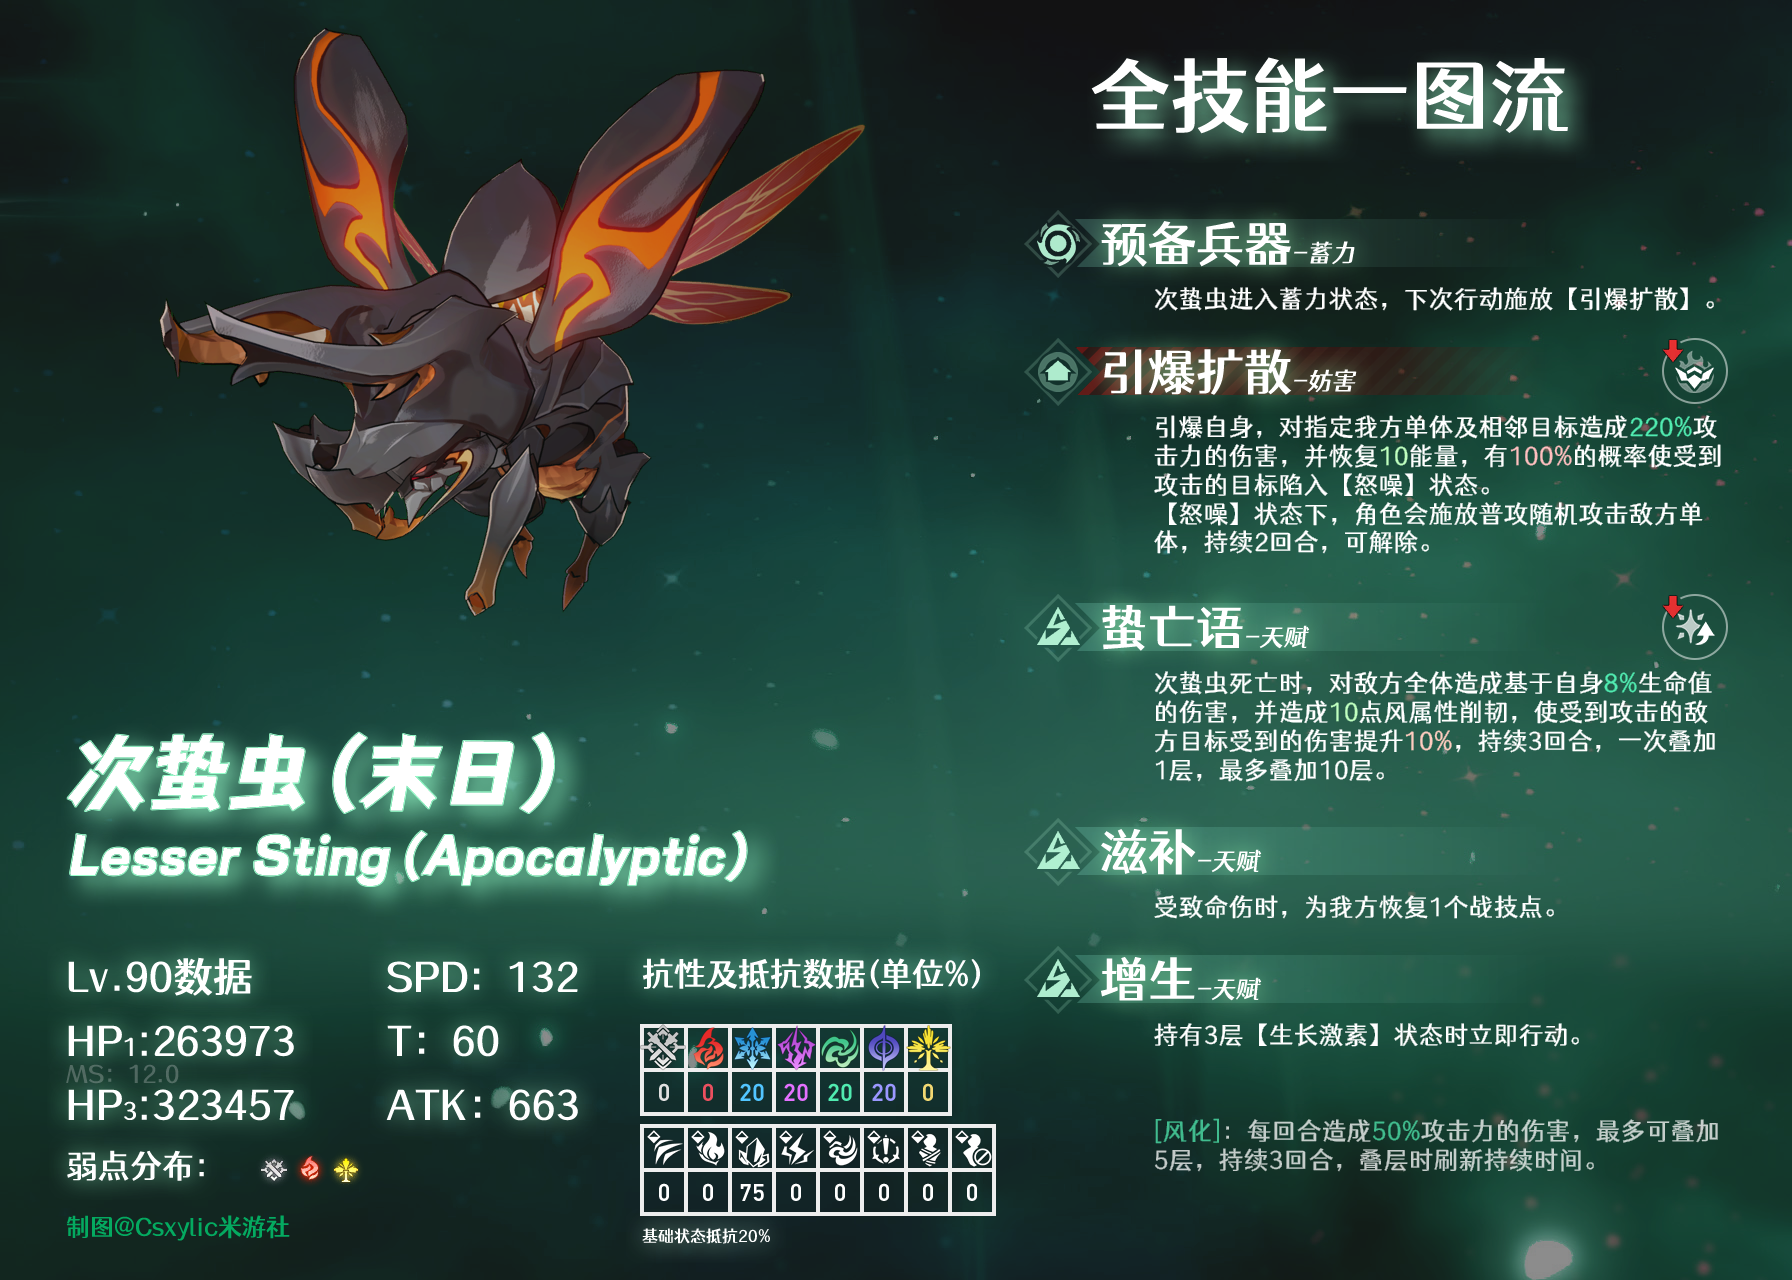 全技能一图流
预备兵器-蓄力
次蛰虫进入蓄力状态，下次行动施放【引爆扩散】。
引爆扩散-妨害
引爆自身，对指定我方单体及相邻目标造成220%攻
击力的伤害，并恢复10能量，有100%的概率使受到
攻击的目标陷入【怒噪】状态。
【怒噪】状态下，角色会施放普攻随机攻击敌方单
体，持续2回合，可解除。
蛰亡语-天赋
次蛰虫死亡时，对敌方全体造成基于自身8%生命值
的伤害，并造成10点风属性削韧，使受到攻击的敌
方目标受到的伤害提升10%，持续3回合，一次叠加
1层，最多叠加10层。
滋补-天赋
受致命伤时，为我方恢复1个战技点。
增生-天赋
持有3层【生长激素】状态时立即行动。
[风化]：每回合造成50%攻击力的伤害，最多可叠加
5层，持续3回合，叠层时刷新持续时间。
次蛰虫（末日）
Lesser Sting (Apocalyptic)
Lv.90数据
SPD: 132
HP1:263973
T: 60
MS: 12.0
HP3:323457
ATK: 663
弱点分布：
制图@Csxylic米游社
抗性及抵抗数据(单位%)
0 0 20 20 20 20 0
0 0 75 0 0 0 0 0
基础状态抵抗20%